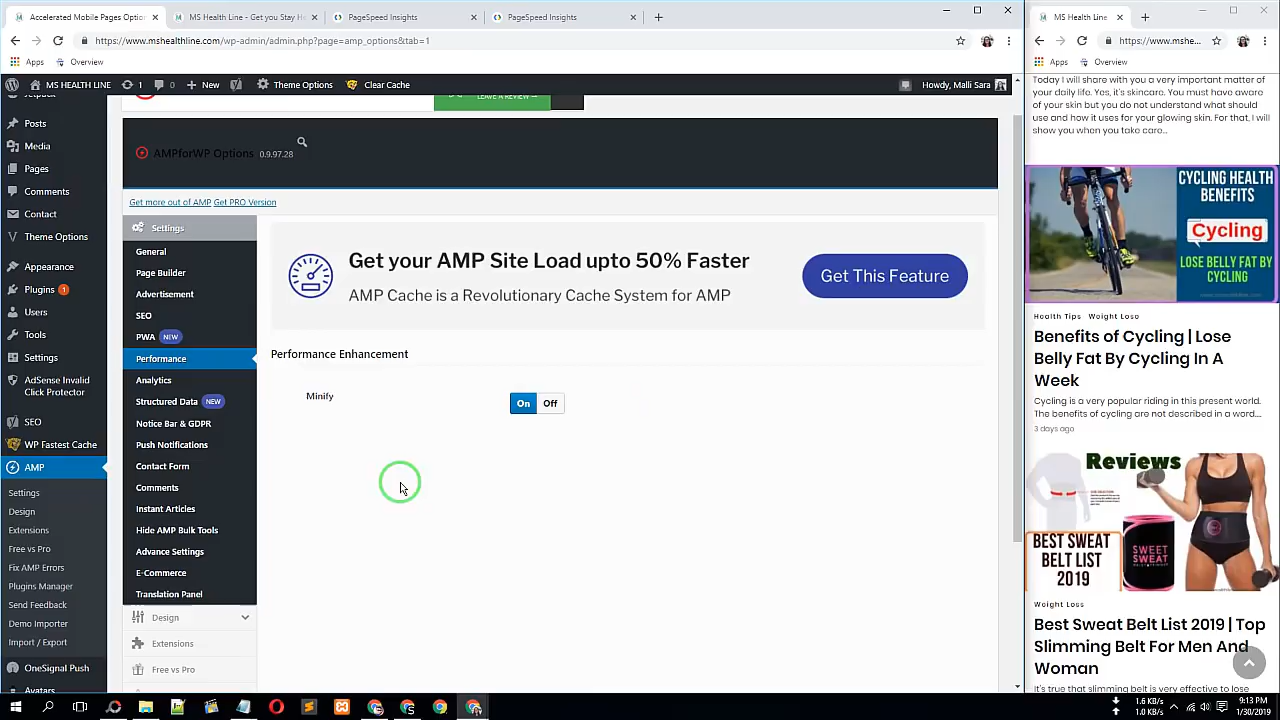 Accelerated Mobile Pages Optio
MS Health Line - Get you Stay He
PageSpeed Insights
PageSpeed Insights
https://www.mshealthline.com/wp-admin/admin.php?page=amp_options&tab=1
Apps
Overview
MS HEALTH LINE
1
0
+ New
Theme Options
Clear Cache
Howdy, Malli Sara
Posts
Media
Pages
Comments
Contact
Theme Options
Appearance
Plugins 1
Users
Tools
Settings
AdSense Invalid
Click Protector
SEO
WP Fastest Cache
AMP
Settings
Design
Extensions
Free vs Pro
Fix AMP Errors
Plugins Manager
Send Feedback
Demo Importer
Import / Export
OneSignal Push
Avatars
LEAVE A REVIEW
AMPforWP Options 0.9.97.28
Get more out of AMP Get PRO Version
Settings
General
Page Builder
Advertisement
SEO
PWA NEW
Performance
Analytics
Structured Data NEW
Notice Bar & GDPR
Push Notifications
Contact Form
Comments
Instant Articles
Hide AMP Bulk Tools
Advance Settings
E-Commerce
Translation Panel
Design
Extensions
Free vs Pro
Get your AMP Site Load upto 50% Faster
AMP Cache is a Revolutionary Cache System for AMP
Get This Feature
Performance Enhancement
Minify
On Off
MS Health Line
https://www.mshe...
Apps
Overview
Today I will share with you a very important matter of
your daily life. Yes, it's skincare. You must have aware
of your skin but you do not understand what should
use and how it uses for your glowing skin. For that, I will
show you when you take care...
CYCLING HEALTH
BENEFITS
Cycling
LOSE BELLY FAT BY
CYCLING
Health Tips Weight Loss
Benefits of Cycling | Lose
Belly Fat By Cycling In A
Week
Cycling is a very popular riding in this present world.
The benefits of cycling are not described in a word....
3 days ago
Reviews
BEST SWEAT
BELT LIST
2019
SWEET
SWEAT
Weight Loss
Best Sweat Belt List 2019 | Top
Slimming Belt For Men And
Woman
It's true that slimming belt is very effective to lose
1.6 KB/s
1.0 KB/s
9:13 PM
1/30/2019